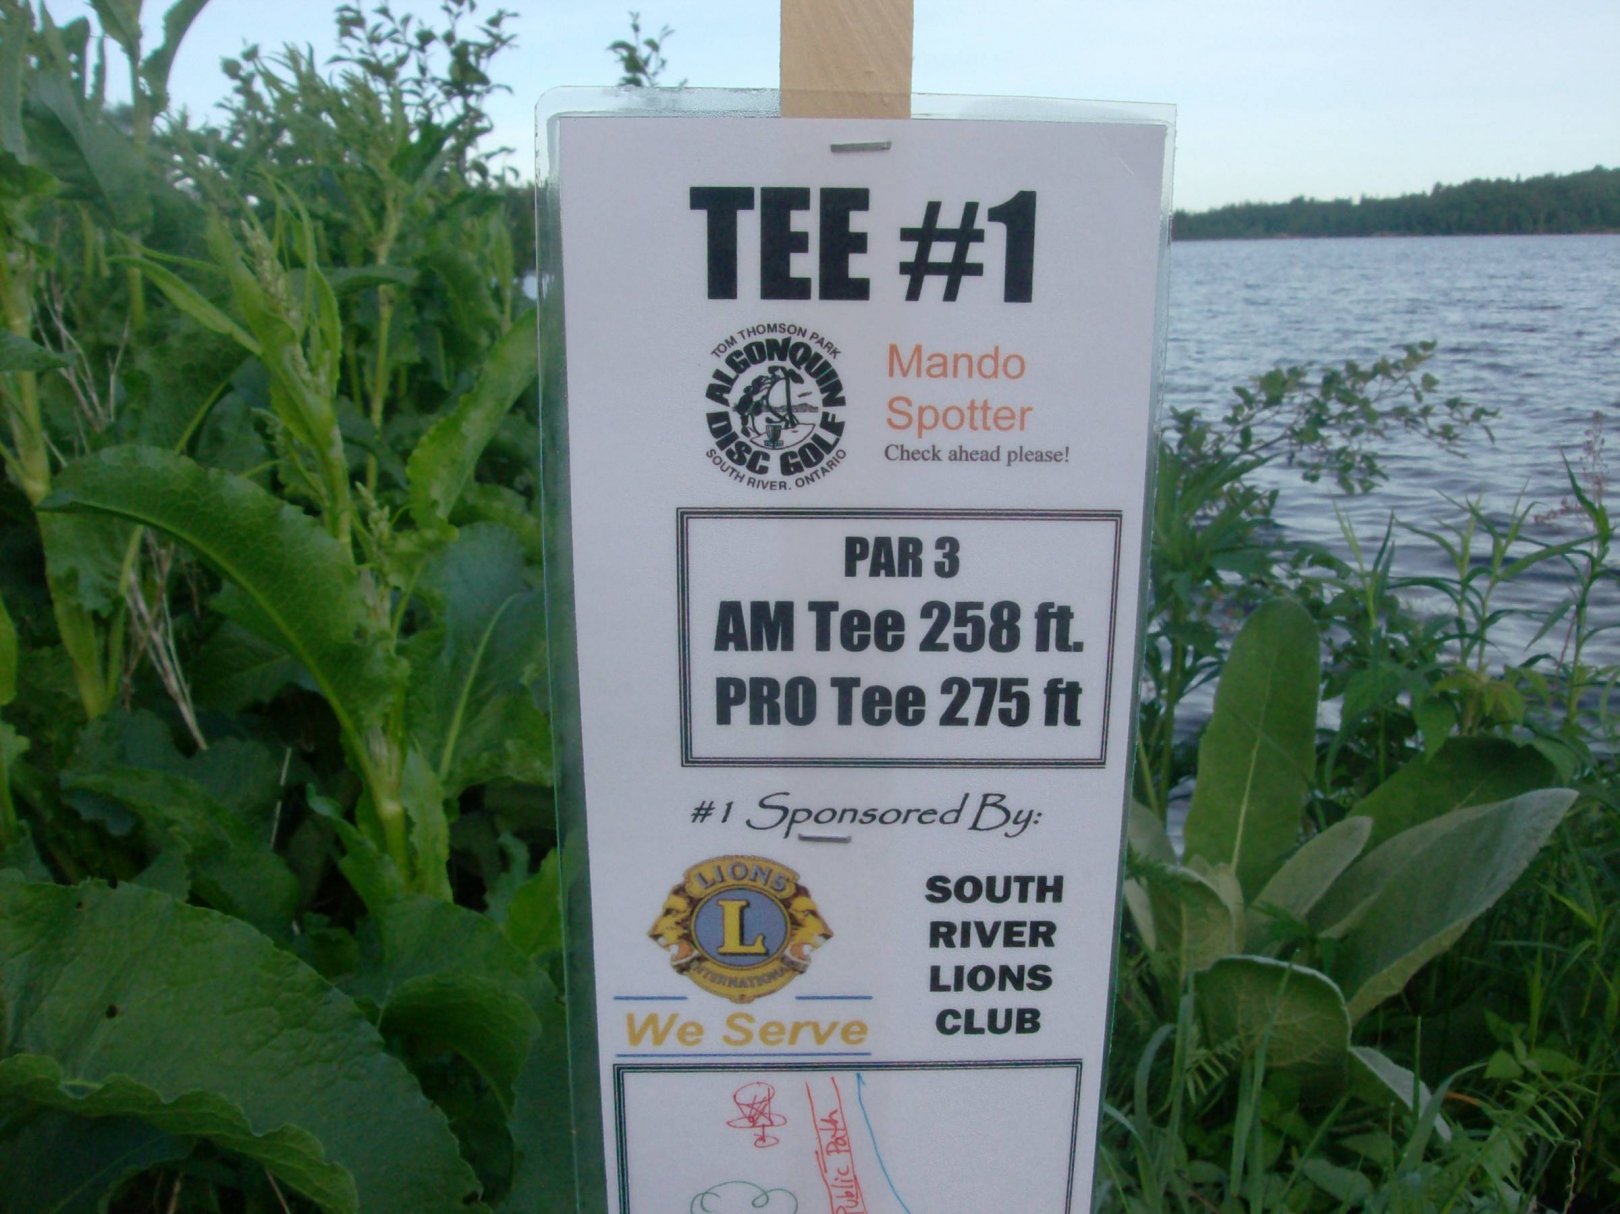 TEE #1
TOM THOMSON PARK
ALGONQUIN
DISC GOLF
SOUTH RIVER, ONTARIO
Mando
Spotter
Check ahead please!
PAR 3
AM Tee 258 ft.
PRO Tee 275 ft
#1 Sponsored By:
LIONS
L
INTERNATIONAL
We Serve
SOUTH
RIVER
LIONS
CLUB
Public Path